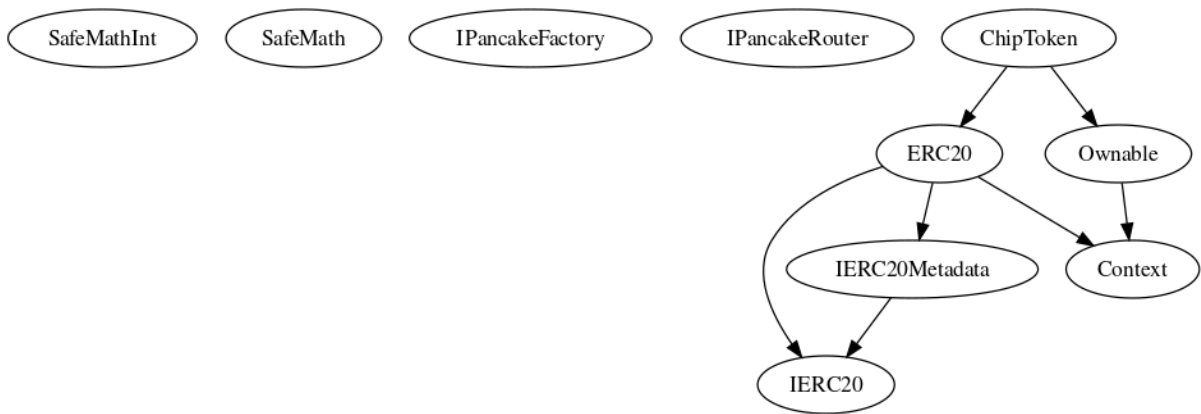 SafeMathInt
SafeMath
IPancakeFactory
IPancakeRouter
ChipToken
ERC20
Ownable
IERC20Metadata
Context
IERC20